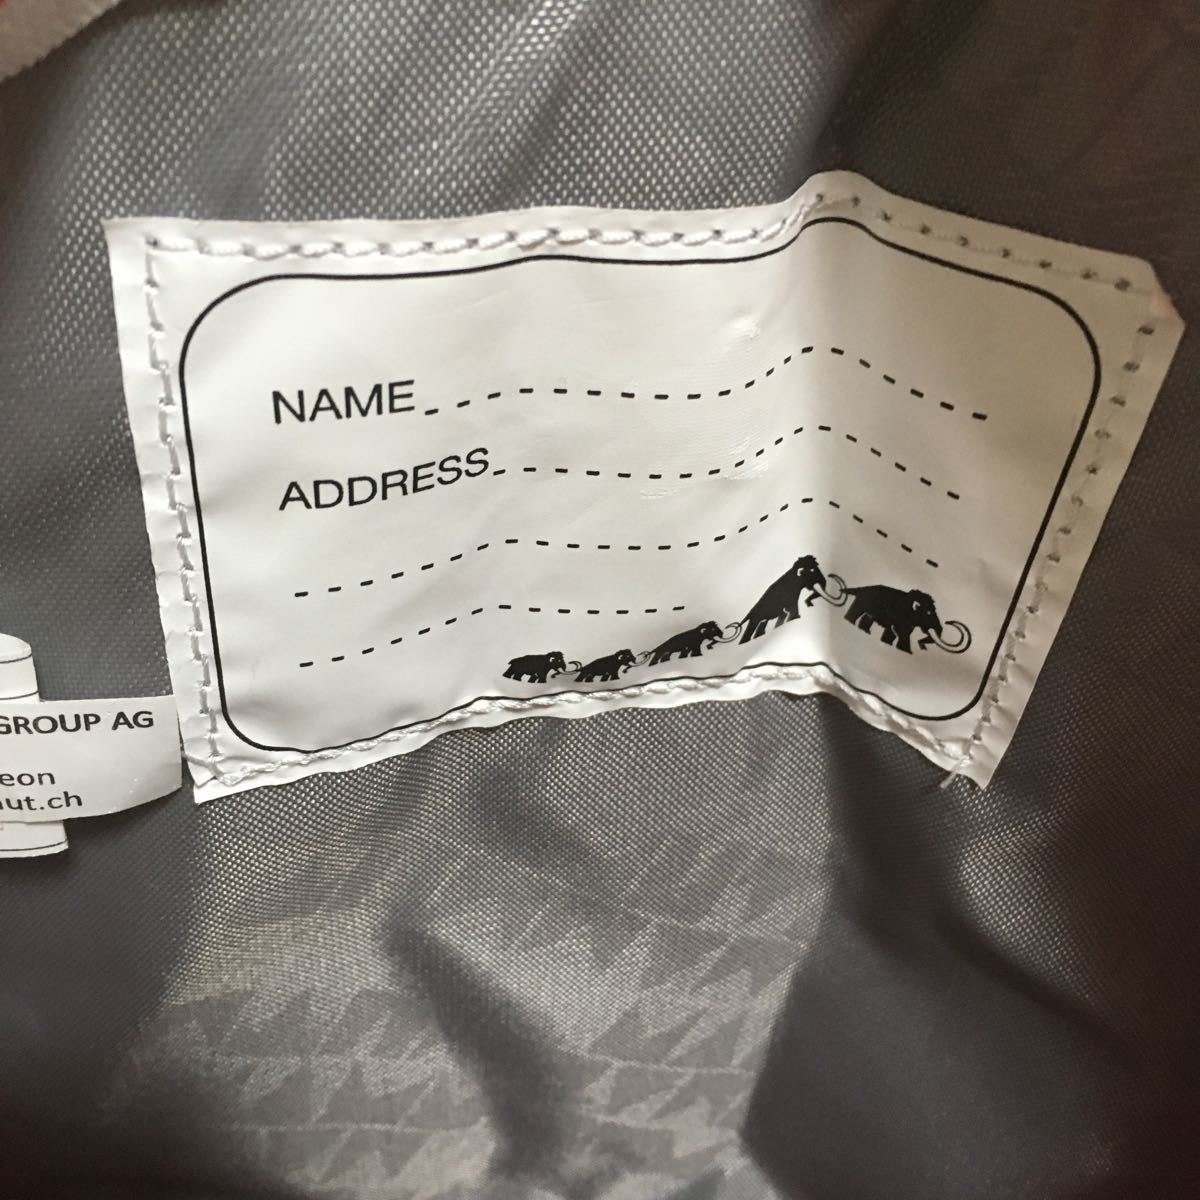 NAME
ADDRESS
GROUP AG
eon
ut.ch